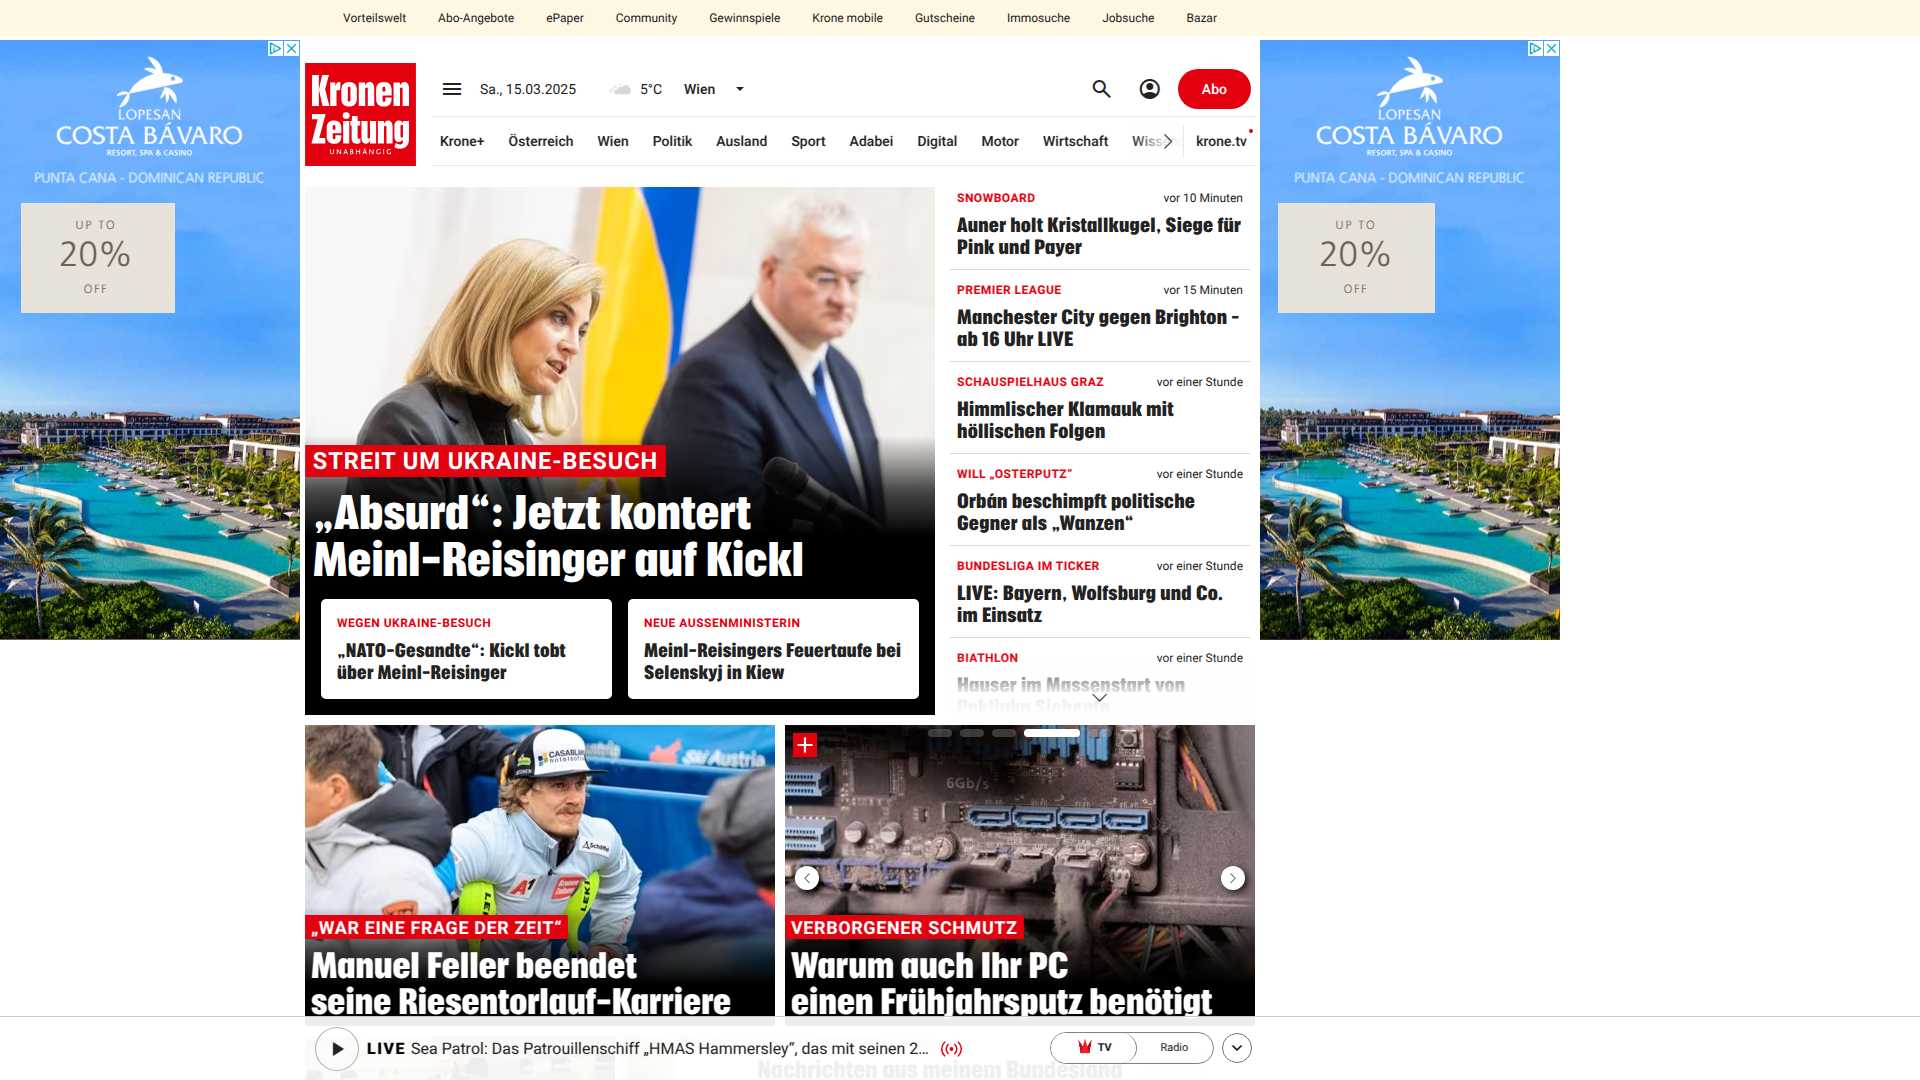 Vorteilswelt Abo-Angebote ePaper Community Gewinnspiele Krone mobile Gutscheine Immosuche Jobsuche Bazar
LOPESAN
COSTA BÁVARO
RESORT, SPA & CASINO
PUNTA CANA - DOMINICAN REPUBLIC
UP TO
20%
OFF
Kronen
Zeitung
UNABHÄNGIG
Sa., 15.03.2025 5°C Wien
Abo
Krone+ Österreich Wien Politik Ausland Sport Adabei Digital Motor Wirtschaft krone.tv
STREIT UM UKRAINE-BESUCH
„Absurd“: Jetzt kontert
Meinl-Reisinger auf Kickl
WEGEN UKRAINE-BESUCH
„NATO-Gesandte“: Kickl tobt
über Meinl-Reisinger
NEUE AUSSENMINISTERIN
Meinl-Reisingers Feuertaufe bei
Selenskyj in Kiew
SNOWBOARD vor 10 Minuten
Auner holt Kristallkugel, Siege für
Pink und Payer
PREMIER LEAGUE vor 15 Minuten
Manchester City gegen Brighton -
ab 16 Uhr LIVE
SCHAUSPIELHAUS GRAZ vor einer Stunde
Himmlischer Klamauk mit
höllischen Folgen
WILL „OSTERPUTZ“ vor einer Stunde
Orbán beschimpft politische
Gegner als „Wanzen“
BUNDESLIGA IM TICKER vor einer Stunde
LIVE: Bayern, Wolfsburg und Co.
im Einsatz
BIATHLON vor einer Stunde
Hauser im Massenstart von
Pokljuka Siebente
LOPESAN
COSTA BÁVARO
RESORT, SPA & CASINO
PUNTA CANA - DOMINICAN REPUBLIC
UP TO
20%
OFF
„WAR EINE FRAGE DER ZEIT“
Manuel Feller beendet
seine Riesentorlauf-Karriere
6Gb/s
VERBORGENER SCHMUTZ
Warum auch Ihr PC
einen Frühjahrsputz benötigt
LIVE Sea Patrol: Das Patrouillenschiff „HMAS Hammersley“, das mit seinen 2...
TV Radio
Nachrichten aus meinem Bundesland